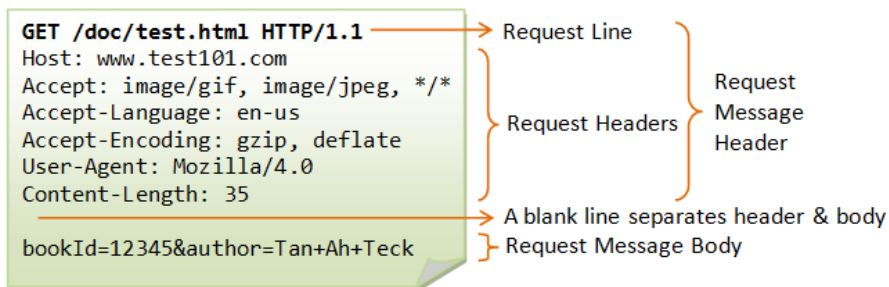 GET /doc/test.html HTTP/1.1
Host: www.test101.com
Accept: image/gif, image/jpeg, */*
Accept-Language: en-us
Accept-Encoding: gzip, deflate
User-Agent: Mozilla/4.0
Content-Length: 35
bookId=12345&author=Tan+Ah+Teck
Request Line
Request Headers
Request
Message
Header
A blank line separates header & body
Request Message Body